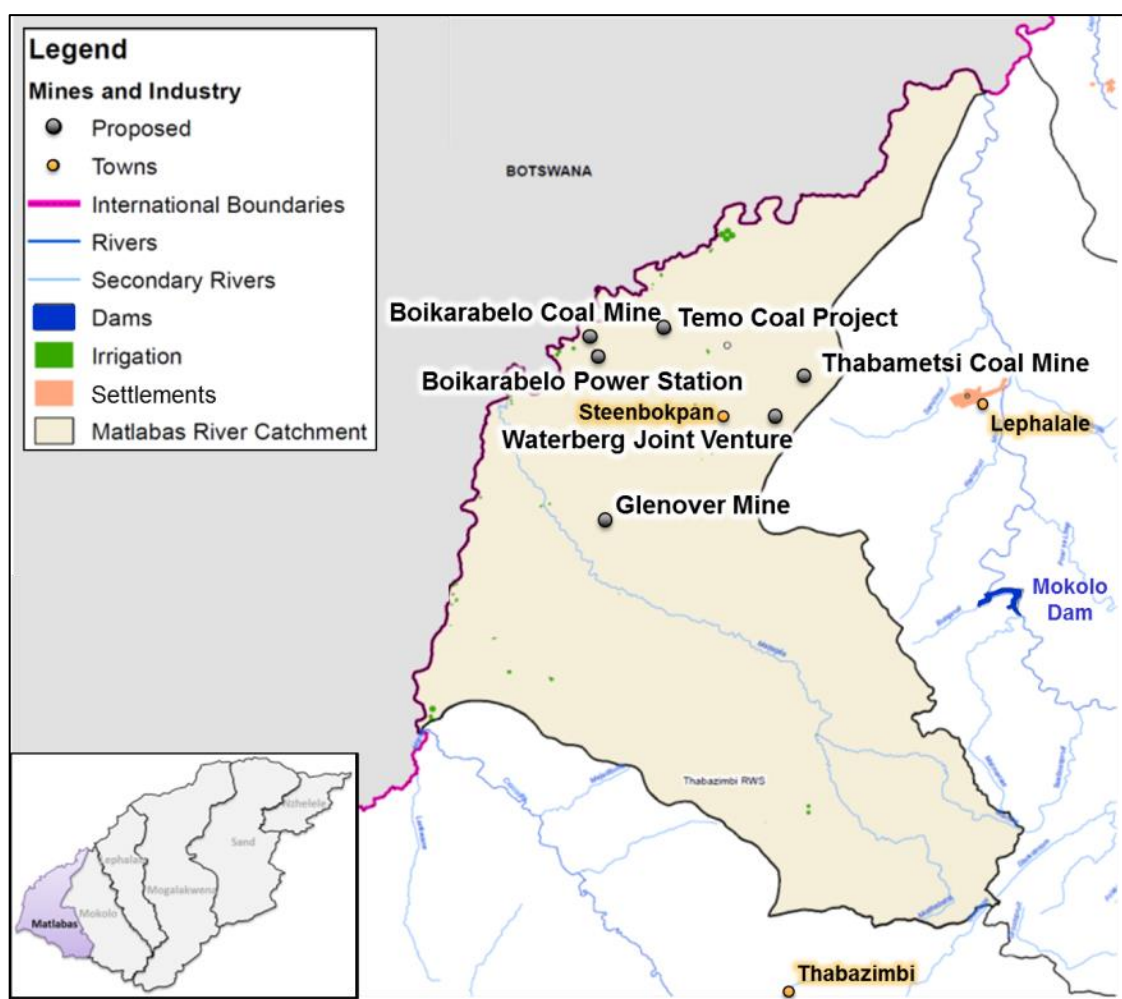 Legend
Mines and Industry
Proposed
Towns
International Boundaries
Rivers
Secondary Rivers
Dams
Irrigation
Settlements
Matlabas River Catchment
BOTSWANA
Boikarabelo Coal Mine
Temo Coal Project
Thabametsi Coal Mine
Boikarabelo Power Station
Steenbokpan
Lephalale
Waterberg Joint Venture
Glenover Mine
Mokolo
Dam
Thabazimbi RWS
Thabazimbi
Nzhelele
Sand
Lephalala
Mogalakwena
Matlabas
Mokolo